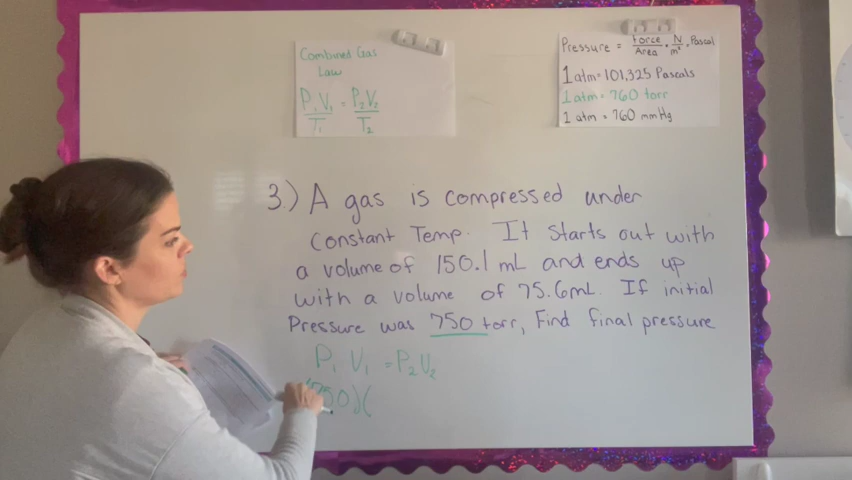 Combined Gas
Law
P₁V₁ = P₂V₂
T₁ T₂
Pressure = Force/Area = N/m² = Pascal
1 atm = 101,325 Pascals
1 atm = 760 torr
1 atm = 760 mmHg
3.) A gas is compressed under
constant Temp. It starts out with
a volume of 150.1 mL and ends up
with a volume of 75.6mL. If initial
Pressure was 750 torr, Find final pressure
P₁ V₁ = P₂V₂
(750)(